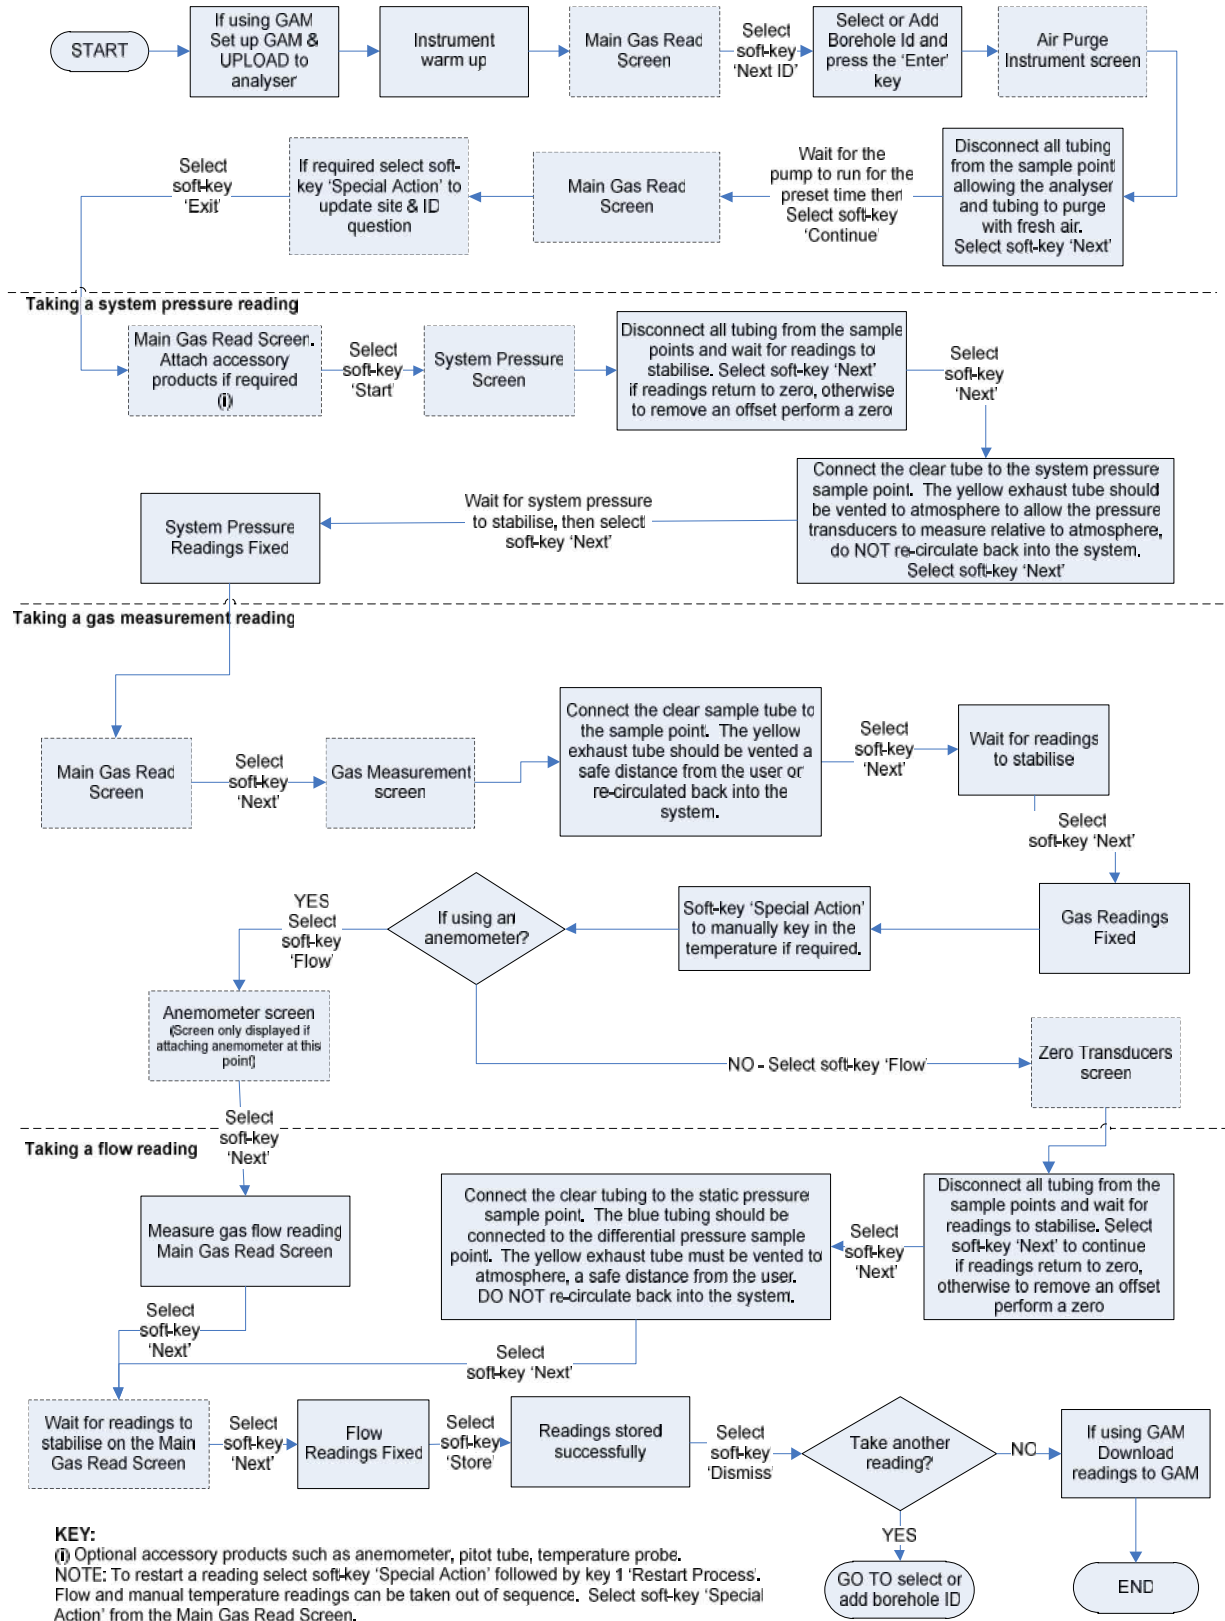 START
If using GAM
Set up GAM &
UPLOAD to
analyser
Instrument
warm up
Main Gas Read
Screen
Select
soft-key
'Next ID'
Select or Add
Borehole Id and
press the 'Enter'
key
Air Purge
Instrument screen
Disconnect all tubing
from the sample point
allowing the analyser
and tubing to purge
with fresh air.
Select soft-key 'Next'
Wait for the
pump to run for the
preset time then
Select soft-key
'Continue'
Main Gas Read
Screen
If required select soft-
key 'Special Action' to
update site & ID
question
Select
soft-key
'Exit'
Taking a system pressure reading
Main Gas Read Screen.
Attach accessory
products if required
(i)
Select
soft-key
'Start'
System Pressure
Screen
Disconnect all tubing from the sample
points and wait for readings to
stabilise. Select soft-key 'Next'
if readings return to zero, otherwise
to remove an offset perform a zero
Select
soft-key
'Next'
Connect the clear tube to the system pressure
sample point. The yellow exhaust tube should
be vented to atmosphere to allow the pressure
transducers to measure relative to atmosphere,
do NOT re-circulate back into the system.
Select soft-key 'Next'
Wait for system pressure
to stabilise, then select
soft-key 'Next'
System Pressure
Readings Fixed
Taking a gas measurement reading
Main Gas Read
Screen
Select
soft-key
'Next'
Gas Measurement
screen
Connect the clear sample tube to
the sample point. The yellow
exhaust tube should be vented a
safe distance from the user or
re-circulated back into the
system.
Select
soft-key
'Next'
Wait for readings
to stabilise
Select
soft-key 'Next'
Gas Readings
Fixed
Soft-key 'Special Action'
to manually key in the
temperature if required.
If using an
anemometer?
YES
Select
soft-key
'Flow'
Anemometer screen
(Screen only displayed if
attaching anemometer at this
point)
NO - Select soft-key 'Flow'
Zero Transducers
screen
Select
soft-key
'Next'
Taking a flow reading
Measure gas flow reading
Main Gas Read Screen
Connect the clear tubing to the static pressure
sample point. The blue tubing should be
connected to the differential pressure sample
point. The yellow exhaust tube must be vented to
atmosphere, a safe distance from the user.
DO NOT re-circulate back into the system.
Select
soft-key
'Next'
Disconnect all tubing from the
sample points and wait for
readings to stabilise. Select
soft-key 'Next' to continue
if readings return to zero,
otherwise to remove an offset
perform a zero
Select
soft-key
'Next'
Select
soft-key 'Next'
Wait for readings to
stabilise on the Main
Gas Read Screen
Select
soft-key
'Next'
Flow
Readings Fixed
Select
soft-key
'Store'
Readings stored
successfully
Select
soft-key
'Dismiss'
Take another
reading?
NO
If using GAM
Download
readings to GAM
YES
GO TO select or
add borehole ID
END
KEY:
(i) Optional accessory products such as anemometer, pitot tube, temperature probe.
NOTE: To restart a reading select soft-key 'Special Action' followed by key 1 'Restart Process'.
Flow and manual temperature readings can be taken out of sequence. Select soft-key 'Special
Action' from the Main Gas Read Screen.